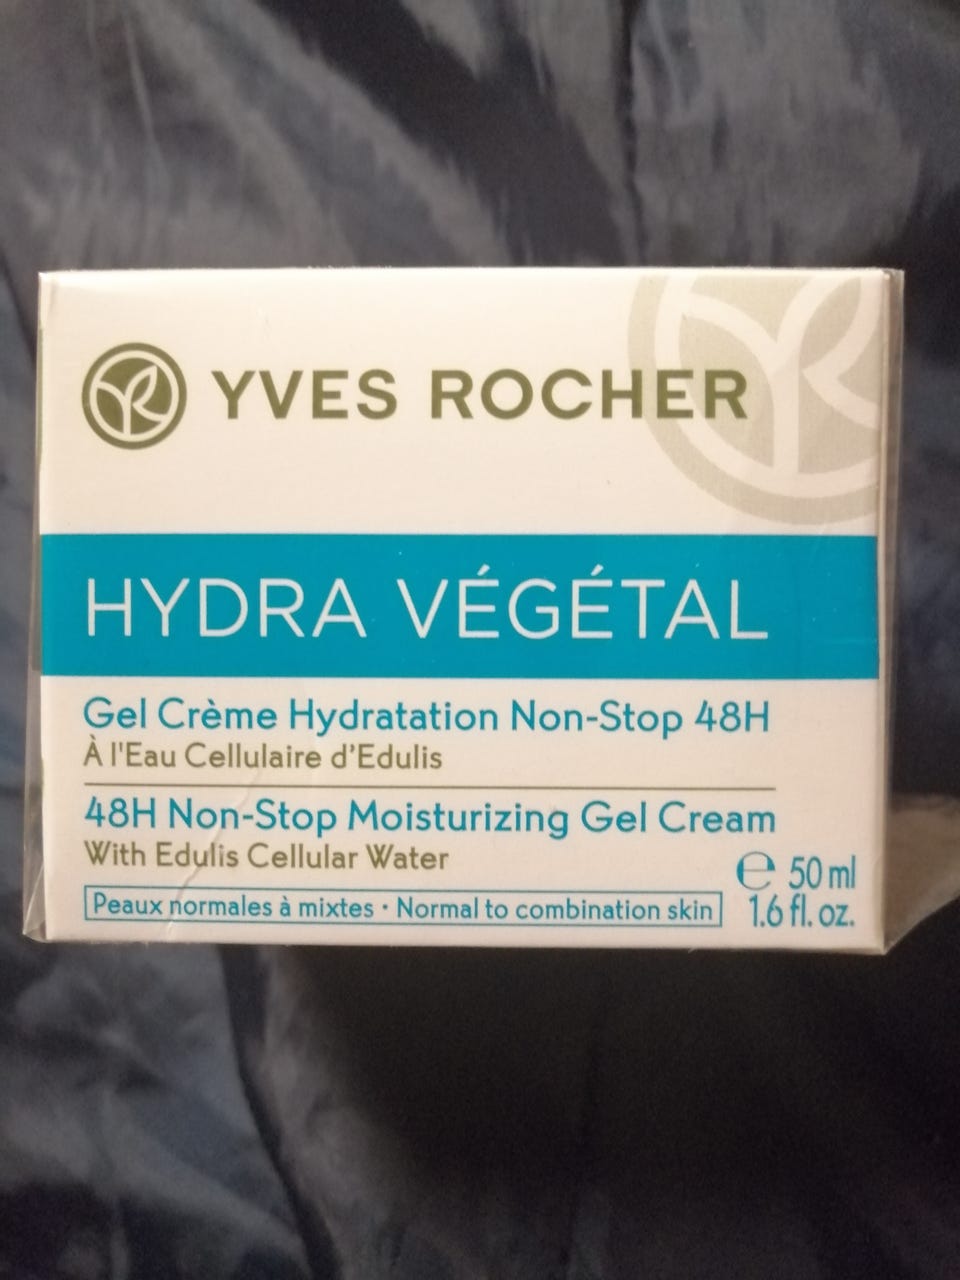 YVES ROCHER
HYDRA VÉGÉTAL
Gel Crème Hydratation Non-Stop 48H
À l'Eau Cellulaire d'Edulis
48H Non-Stop Moisturizing Gel Cream
With Edulis Cellular Water
Peaux normales à mixtes • Normal to combination skin
℮ 50 ml
1.6 fl. oz.